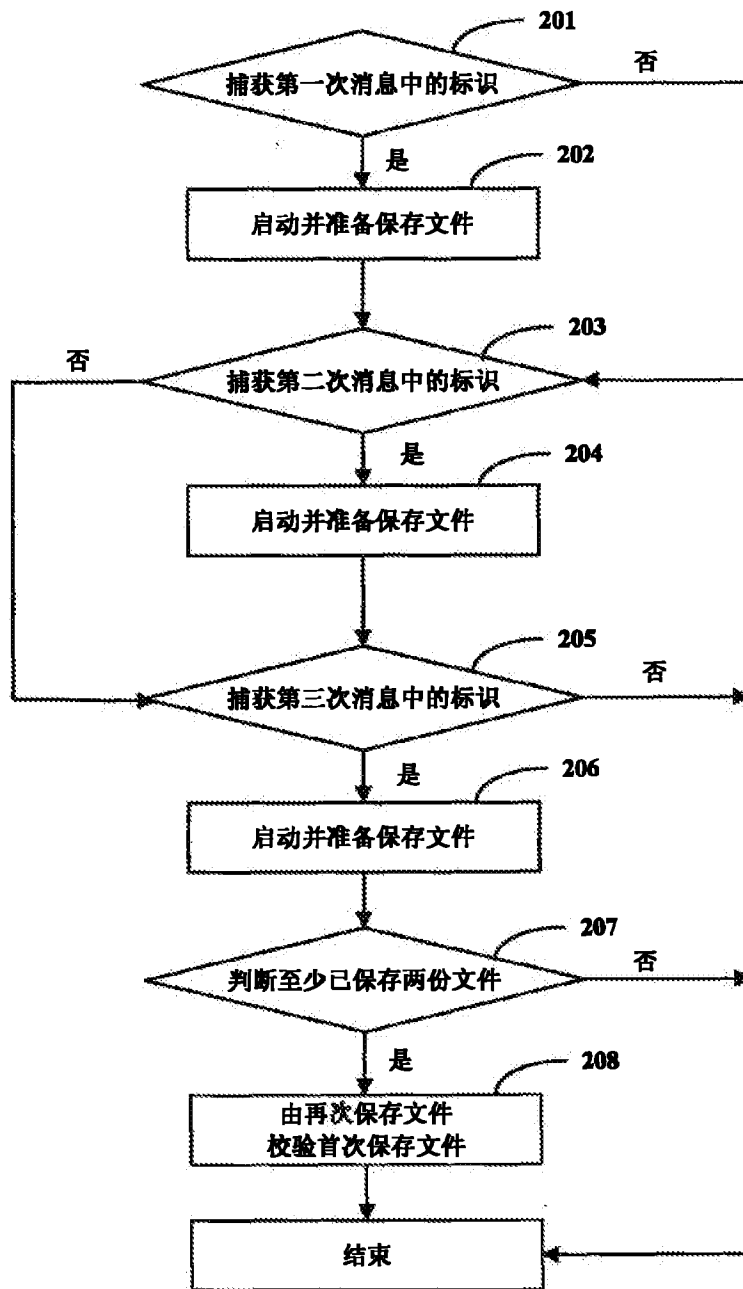 201
捕获第一次消息中的标识
否
是
202
启动并准备保存文件
203
否
捕获第二次消息中的标识
是
204
启动并准备保存文件
205
捕获第三次消息中的标识
否
是
206
启动并准备保存文件
207
判断至少已保存两份文件
否
是
208
由再次保存文件
校验首次保存文件
结束